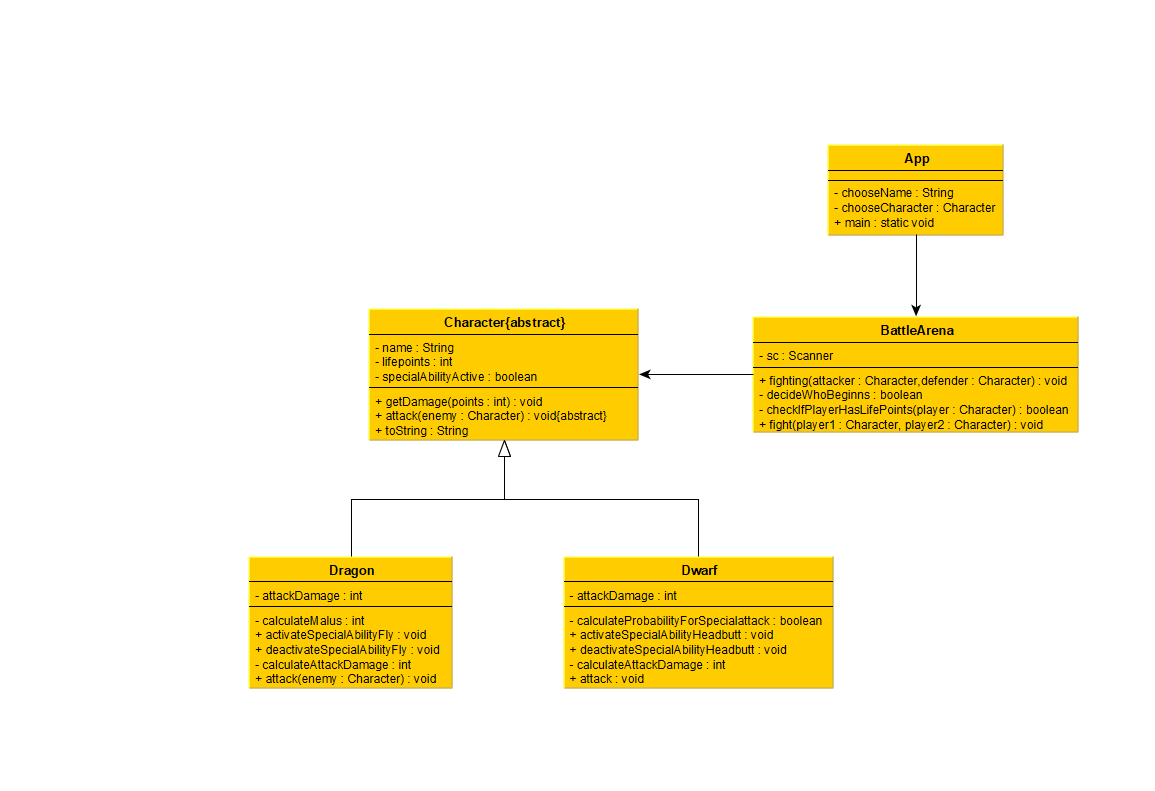 App
- chooseName : String
- chooseCharacter : Character
+ main : static void
Character{abstract}
- name : String
- lifepoints : int
- specialAbilityActive : boolean
+ getDamage(points : int) : void
+ attack(enemy : Character) : void{abstract}
+ toString : String
BattleArena
- sc : Scanner
+ fighting(attacker : Character,defender : Character) : void
- decideWhoBeginns : boolean
- checkIfPlayerHasLifePoints(player : Character) : boolean
+ fight(player1 : Character, player2 : Character) : void
Dragon
- attackDamage : int
- calculateMalus : int
+ activateSpecialAbilityFly : void
+ deactivateSpecialAbilityFly : void
- calculateAttackDamage : int
+ attack(enemy : Character) : void
Dwarf
- attackDamage : int
- calculateProbabilityForSpecialattack : boolean
+ activateSpecialAbilityHeadbutt : void
+ deactivateSpecialAbilityHeadbutt : void
- calculateAttackDamage : int
+ attack : void